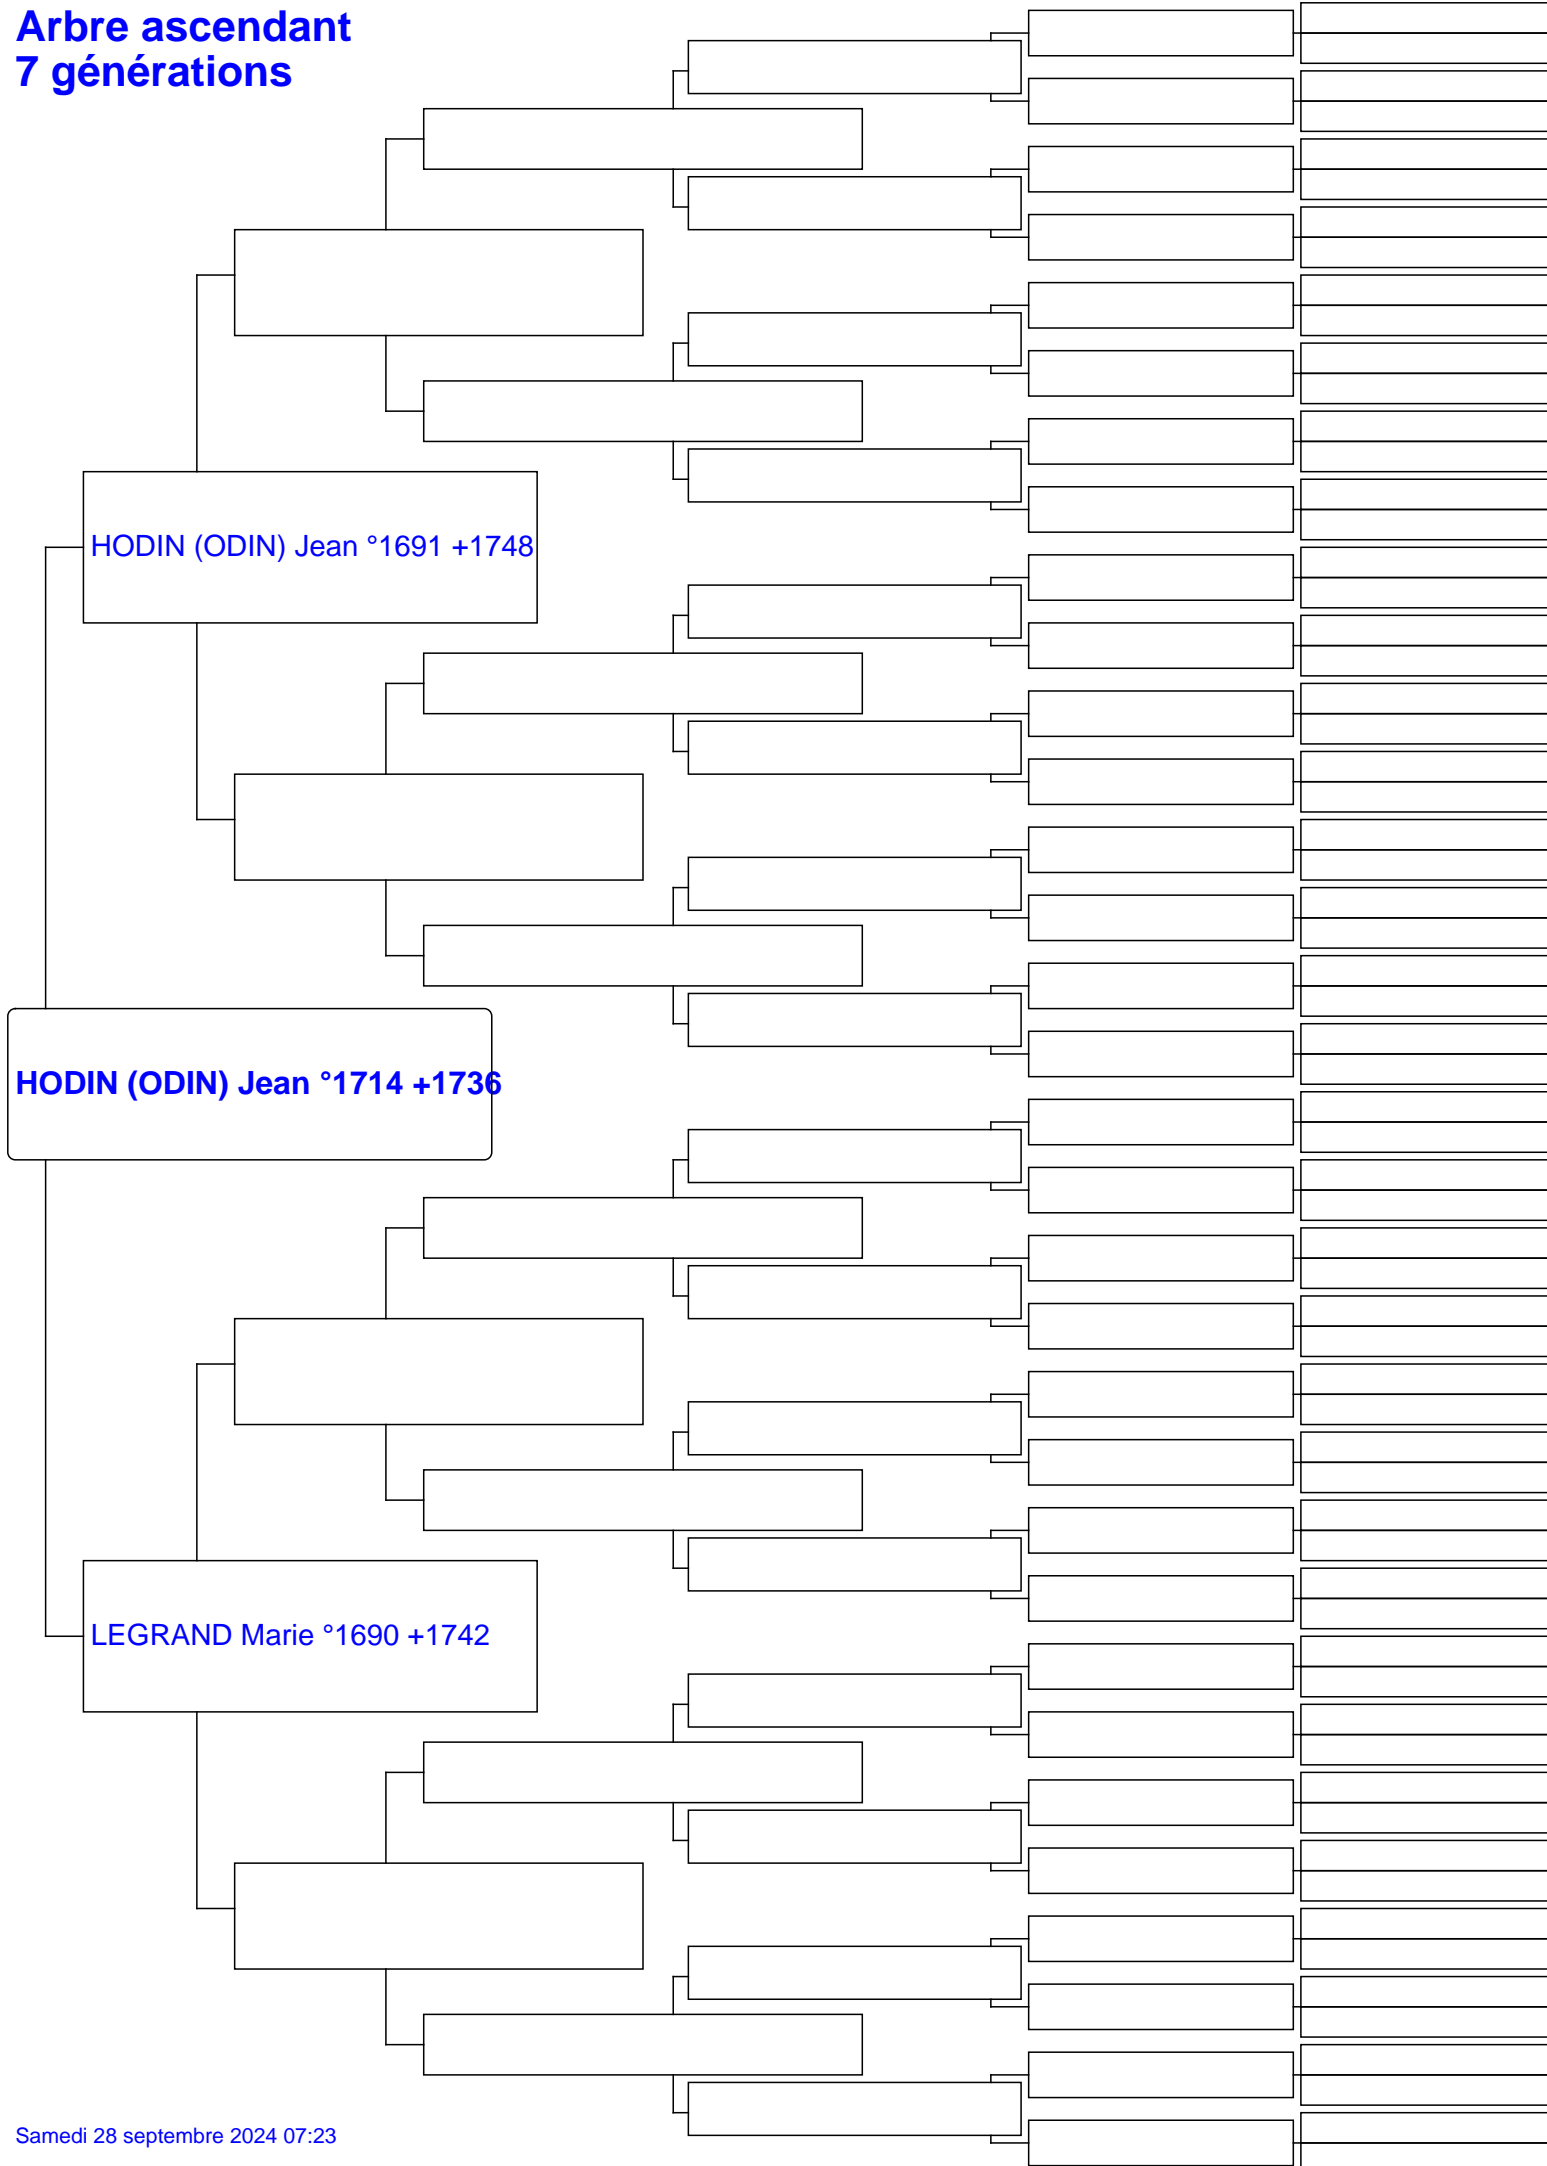 Arbre ascendant
7 générations
HODIN (ODIN) Jean °1691 +1748
HODIN (ODIN) Jean °1714 +1736
LEGRAND Marie °1690 +1742
Samedi 28 septembre 2024 07:23